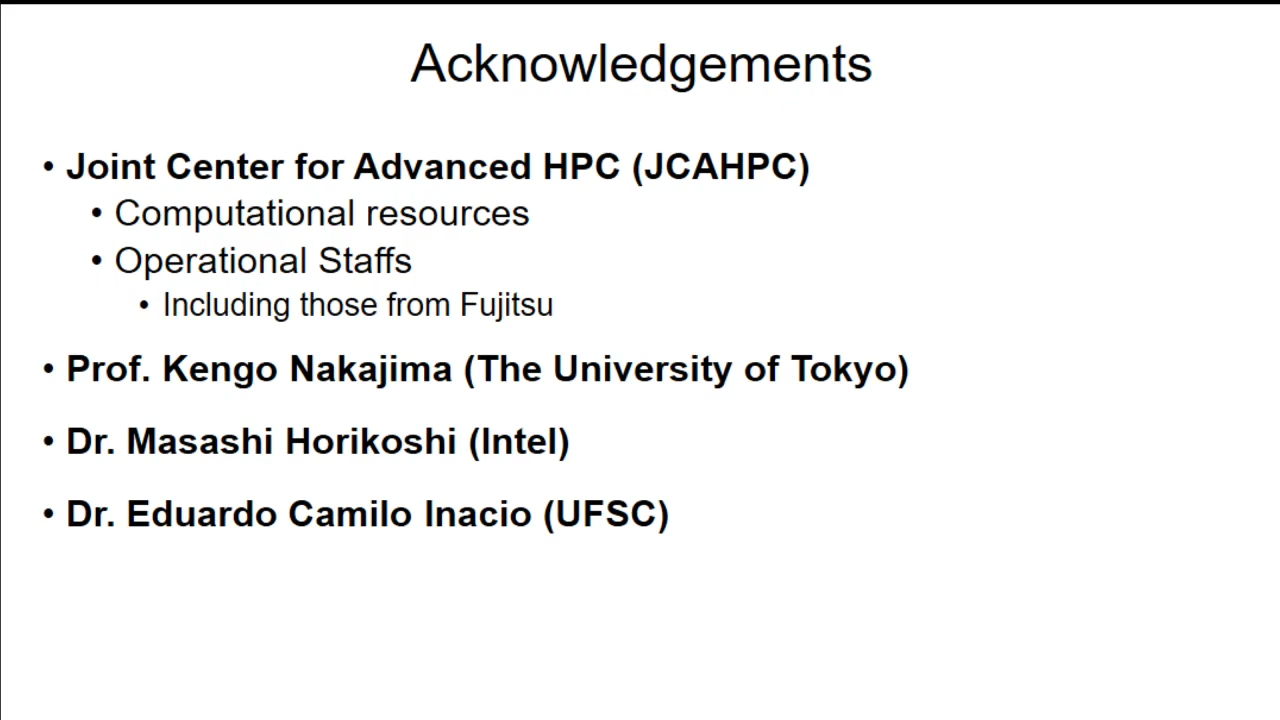 Acknowledgements
• Joint Center for Advanced HPC (JCAHPC)
• Computational resources
• Operational Staffs
• Including those from Fujitsu
• Prof. Kengo Nakajima (The University of Tokyo)
• Dr. Masashi Horikoshi (Intel)
• Dr. Eduardo Camilo Inacio (UFSC)